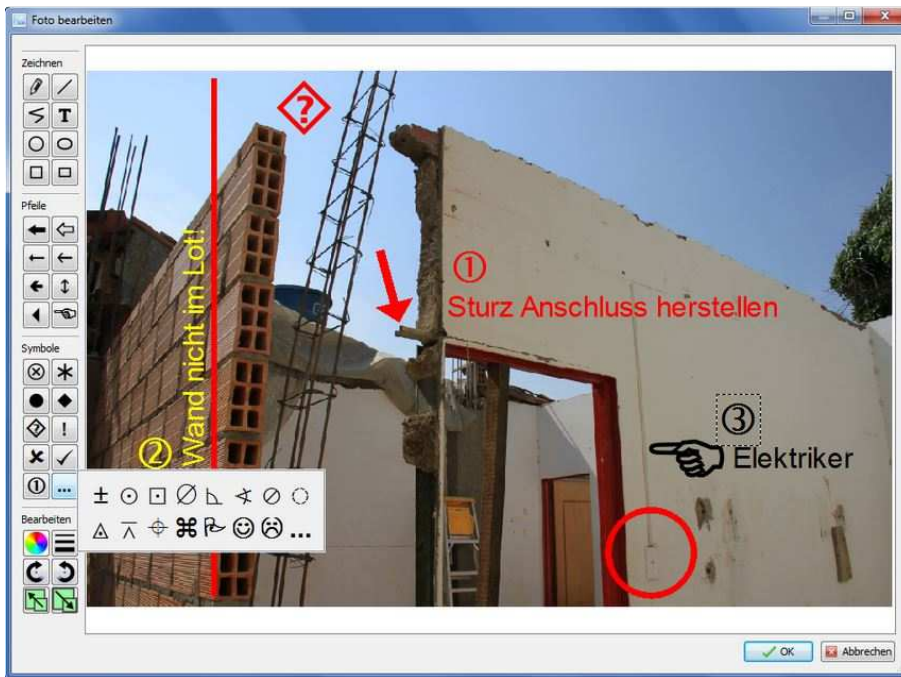 Foto bearbeiten
Zeichnen
T
Pfeile
Symbole
?
!
①
...
± 
...
Bearbeiten
?
Wand nicht im Lot!
②
①
Sturz Anschluss herstellen
③
Elektriker
OK
Abbrechen